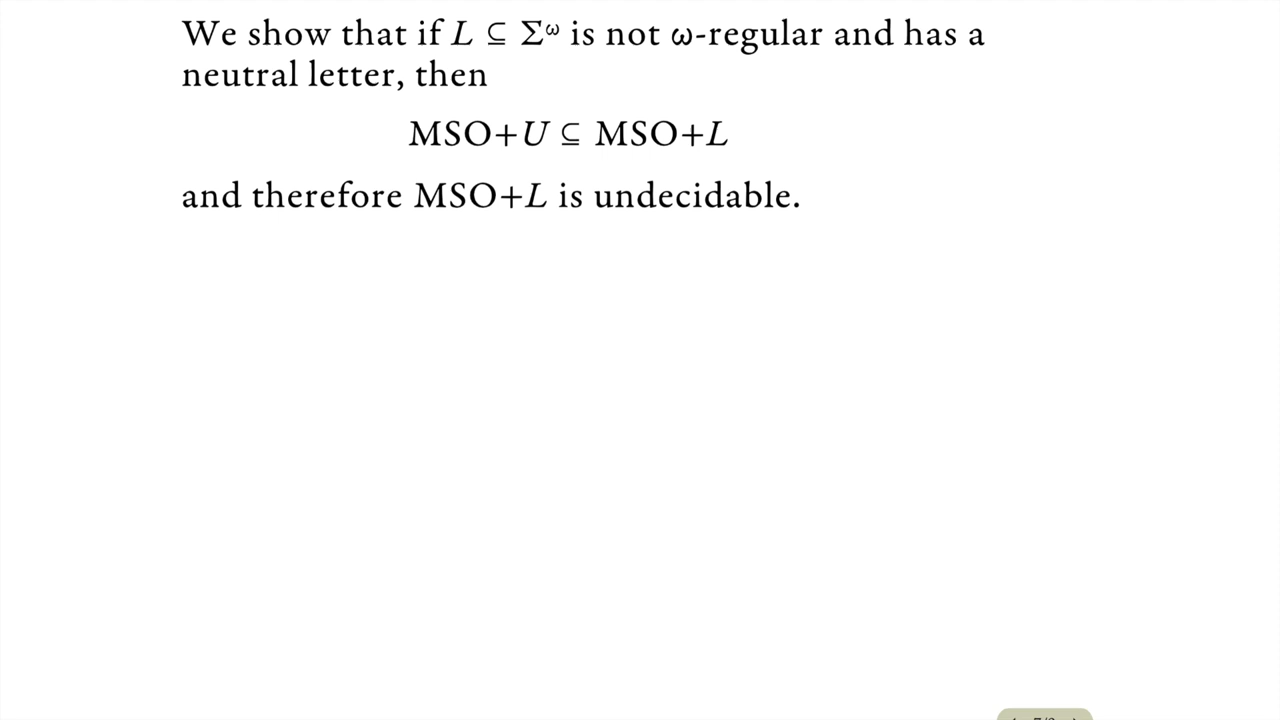 We show that if L ⊆ Σ^ω is not ω-regular and has a
neutral letter, then
MSO+U ⊆ MSO+L
and therefore MSO+L is undecidable.